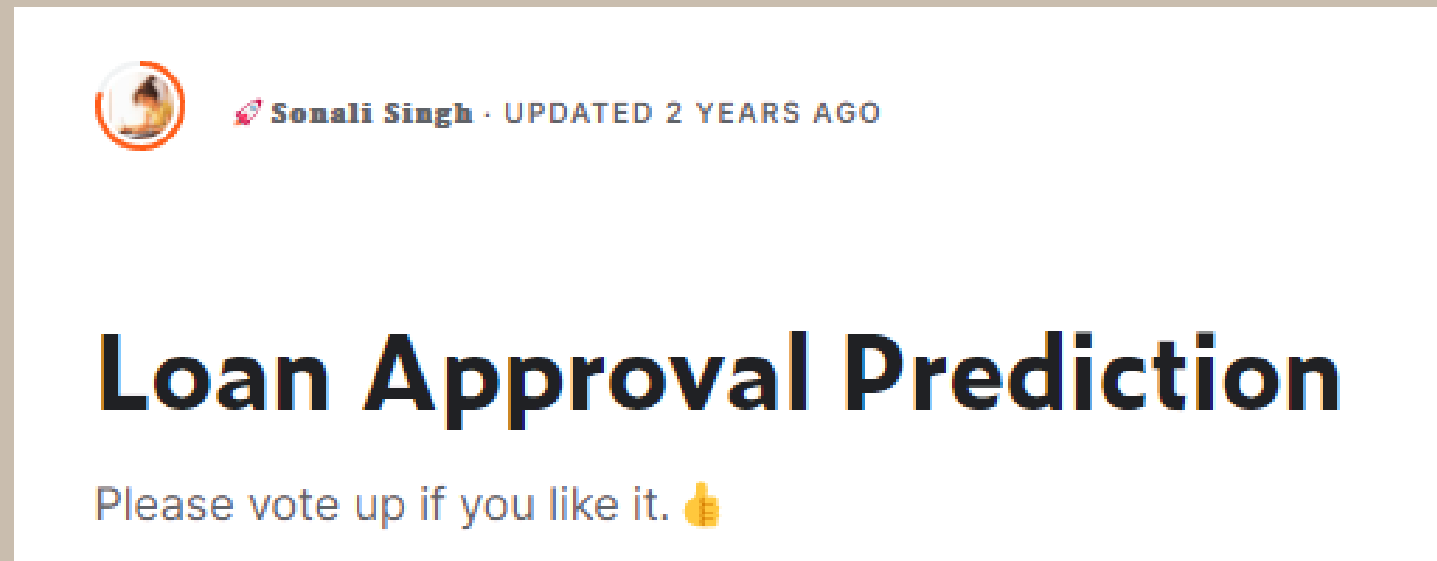 🚀 Sonali Singh · UPDATED 2 YEARS AGO
Loan Approval Prediction
Please vote up if you like it. 👍